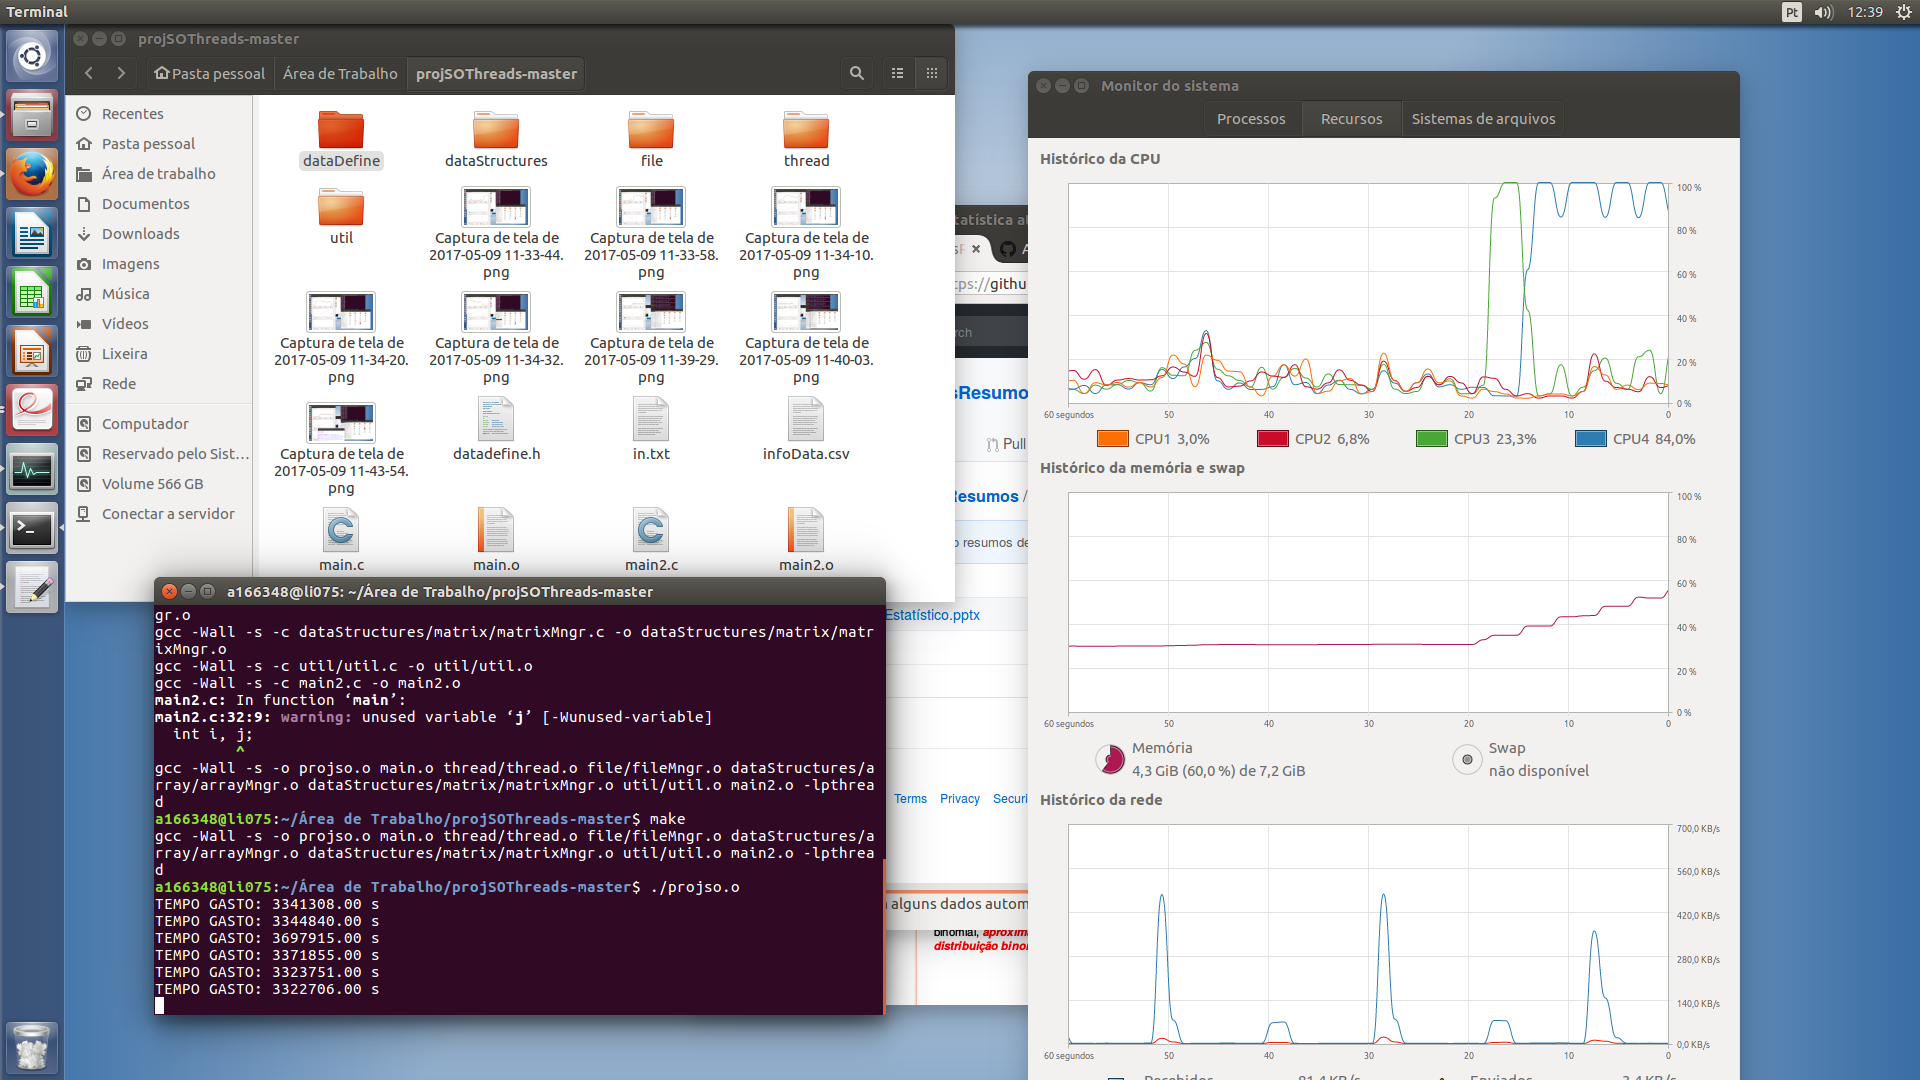 Terminal
Pt
12:39
projSOThreads-master
Pasta pessoal
Área de Trabalho
projSOThreads-master
Recentes
Pasta pessoal
Área de trabalho
Documentos
Downloads
Imagens
Música
Vídeos
Lixeira
Rede
Computador
Reservado pelo Sist...
Volume 566 GB
Conectar a servidor
dataDefine
dataStructures
file
thread
util
Captura de tela de
2017-05-09 11-33-44.
png
Captura de tela de
2017-05-09 11-33-58.
png
Captura de tela de
2017-05-09 11-34-10.
png
Captura de tela de
2017-05-09 11-34-20.
png
Captura de tela de
2017-05-09 11-34-32.
png
Captura de tela de
2017-05-09 11-39-29.
png
Captura de tela de
2017-05-09 11-40-03.
png
Captura de tela de
2017-05-09 11-43-54.
png
datadefine.h
in.txt
infoData.csv
main.c
main.o
main2.c
main2.o
a166348@li075: ~/Área de Trabalho/projSOThreads-master
gr.o
gcc -Wall -s -c dataStructures/matrix/matrixMngr.c -o dataStructures/matrix/matr
ixMngr.o
gcc -Wall -s -c util/util.c -o util/util.o
gcc -Wall -s -c main2.c -o main2.o
main2.c: In function ‘main’:
main2.c:32:9: warning: unused variable ‘j’ [-Wunused-variable]
int i, j;
^
gcc -Wall -s -o projso.o main.o thread/thread.o file/fileMngr.o dataStructures/a
rray/arrayMngr.o dataStructures/matrix/matrixMngr.o util/util.o main2.o -lpthrea
d
a166348@li075:~/Área de Trabalho/projSOThreads-master$ make
gcc -Wall -s -o projso.o main.o thread/thread.o file/fileMngr.o dataStructures/a
rray/arrayMngr.o dataStructures/matrix/matrixMngr.o util/util.o main2.o -lpthrea
d
a166348@li075:~/Área de Trabalho/projSOThreads-master$ ./projso.o
TEMPO GASTO: 3341308.00 s
TEMPO GASTO: 3344840.00 s
TEMPO GASTO: 3697915.00 s
TEMPO GASTO: 3371855.00 s
TEMPO GASTO: 3323751.00 s
TEMPO GASTO: 3322706.00 s
tatística al
A
tps://githu
rch
sResumo
Pull
Resumos /
o resumos de
Estatístico.pptx
Terms Privacy Securi
alguns dados autom
binomial, aproxim
distribuição binor
Monitor do sistema
Processos
Recursos
Sistemas de arquivos
Histórico da CPU
100 %
80 %
60 %
40 %
20 %
0 %
60 segundos 50 40 30 20 10 0
CPU1 3,0%
CPU2 6,8%
CPU3 23,3%
CPU4 84,0%
Histórico da memória e swap
100 %
80 %
60 %
40 %
20 %
0 %
60 segundos 50 40 30 20 10 0
Memória
4,3 GiB (60,0 %) de 7,2 GiB
Swap
não disponível
Histórico da rede
700,0 KB/s
560,0 KB/s
420,0 KB/s
280,0 KB/s
140,0 KB/s
0,0 KB/s
60 segundos 50 40 30 20 10 0
Recebidos 81,4 KB/s
Enviados 3,4 KB/s